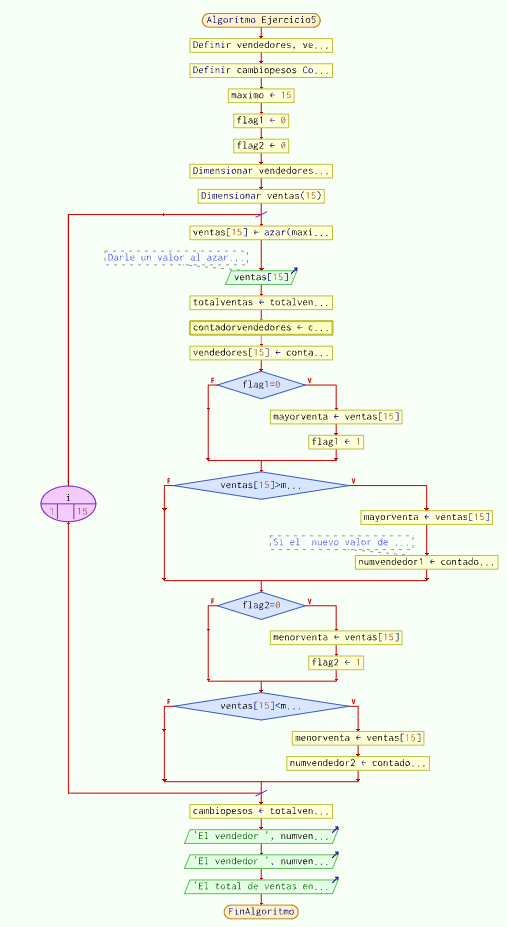 Algoritmo Ejercicio5
Definir vendedores, ve...
Definir cambiopesos Co...
maximo ← 15
flag1 ← 0
flag2 ← 0
Dimensionar vendedores...
Dimensionar ventas(15)
ventas[15] ← azar(maxi...
Darle un valor al azar...
ventas[15]
totalventas ← totalven...
contadorvendedores ← c...
vendedores[15] ← conta...
F
flag1=0
V
mayorventa ← ventas[15]
flag1 ← 1
F
ventas[15]>m...
V
i
1
15
mayorventa ← ventas[15]
Si el  nuevo valor de ...
numvendedor1 ← contado...
F
flag2=0
V
menorventa ← ventas[15]
flag2 ← 1
F
ventas[15]<m...
V
menorventa ← ventas[15]
numvendedor2 ← contado...
cambiopesos ← totalven...
'El vendedor ', numven...
'El vendedor ', numven...
'El total de ventas en...
FinAlgoritmo